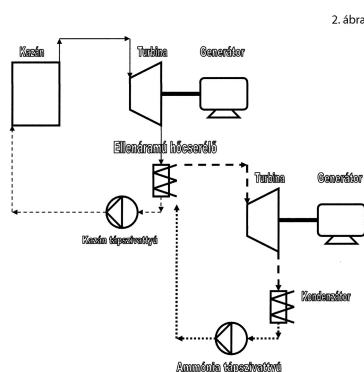 2. ábra
Kazán
Turbina
Generátor
Ellenáramú hőcserélő
Turbina
Generátor
Kazán tápszivattyú
Kondenzátor
Ammónia tápszivattyú